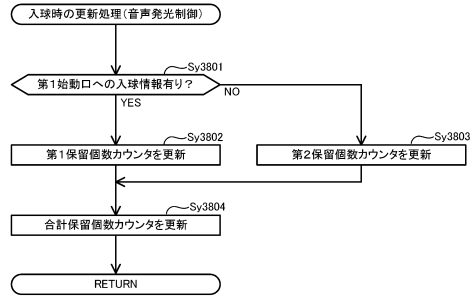 入球時の更新処理（音声発光制御）
Sy3801
第１始動口への入球情報有り？
YES
NO
Sy3802
第１保留個数カウンタを更新
Sy3803
第２保留個数カウンタを更新
Sy3804
合計保留個数カウンタを更新
RETURN